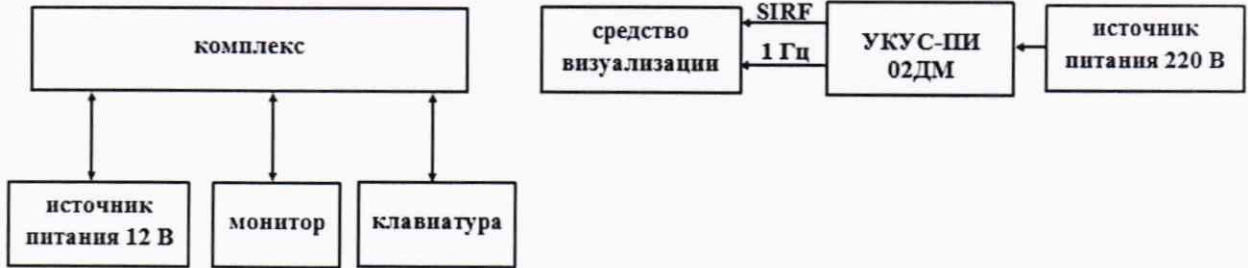 комплекс
источник
питания 12 В
монитор
клавиатура
средство
визуализации
SIRF
1 Гц
УКУС-ПИ
02ДМ
источник
питания 220 В